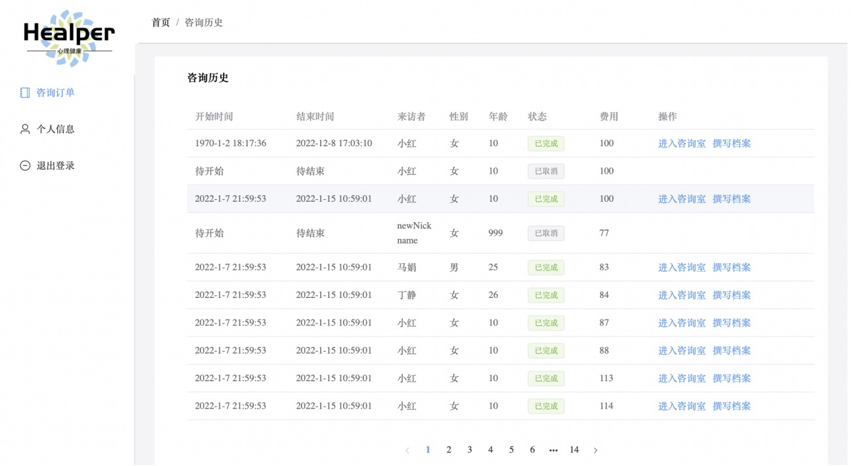 Healper
心理健康
首页 / 咨询历史
咨询订单
个人信息
退出登录
咨询历史
开始时间 结束时间 来访者 性别 年龄 状态 费用 操作
1970-1-2 18:17:36 2022-12-8 17:03:10 小红 女 10 已完成 100 进入咨询室 撰写档案
待开始 待结束 小红 女 10 已取消 100
2022-1-7 21:59:53 2022-1-15 10:59:01 小红 女 10 已完成 100 进入咨询室 撰写档案
待开始 待结束 newNick name 女 999 已取消 77
2022-1-7 21:59:53 2022-1-15 10:59:01 马娟 男 25 已完成 83 进入咨询室 撰写档案
2022-1-7 21:59:53 2022-1-15 10:59:01 丁静 女 26 已完成 84 进入咨询室 撰写档案
2022-1-7 21:59:53 2022-1-15 10:59:01 小红 女 10 已完成 87 进入咨询室 撰写档案
2022-1-7 21:59:53 2022-1-15 10:59:01 小红 女 10 已完成 88 进入咨询室 撰写档案
2022-1-7 21:59:53 2022-1-15 10:59:01 小红 女 10 已完成 113 进入咨询室 撰写档案
2022-1-7 21:59:53 2022-1-15 10:59:01 小红 女 10 已完成 114 进入咨询室 撰写档案
< 1 2 3 4 5 6 ••• 14 >